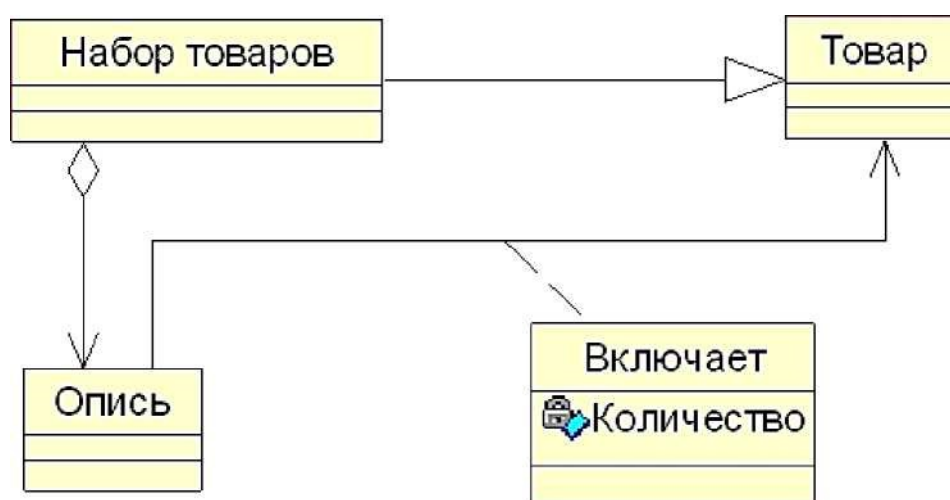 Набор товаров
Товар
Опись
Включает
Количество